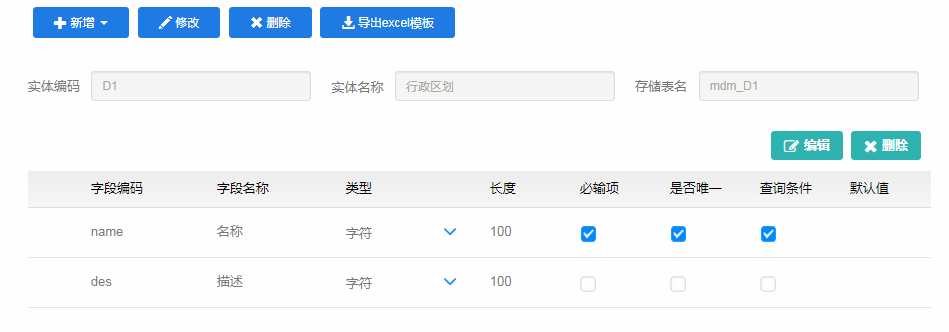 新增 修改 删除 导出excel模板
实体编码 D1 实体名称 行政区划 存储表名 mdm_D1
编辑 删除
字段编码 字段名称 类型 长度 必输项 是否唯一 查询条件 默认值
name 名称 字符 100
des 描述 字符 100